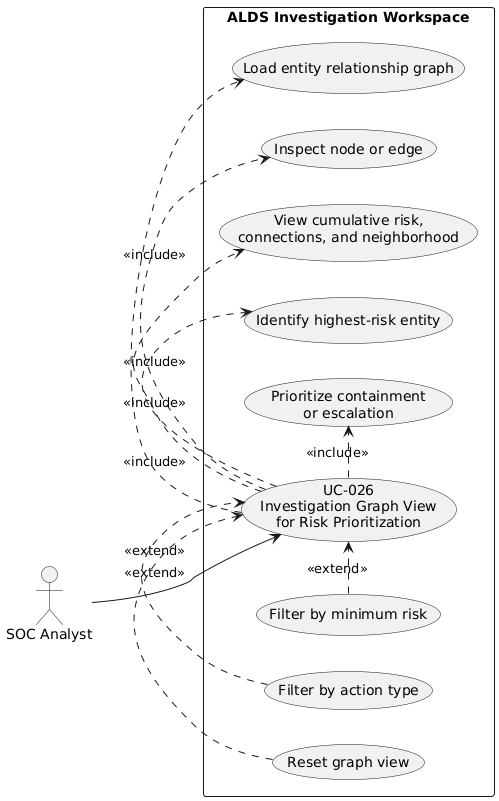 ALDS Investigation Workspace
Load entity relationship graph
Inspect node or edge
View cumulative risk,
connections, and neighborhood
«include»
Identify highest-risk entity
«include»
Prioritize containment
or escalation
«include»
«include»
«include»
UC-026
Investigation Graph View
for Risk Prioritization
«extend»
«extend»
«extend»
SOC Analyst
Filter by minimum risk
Filter by action type
Reset graph view